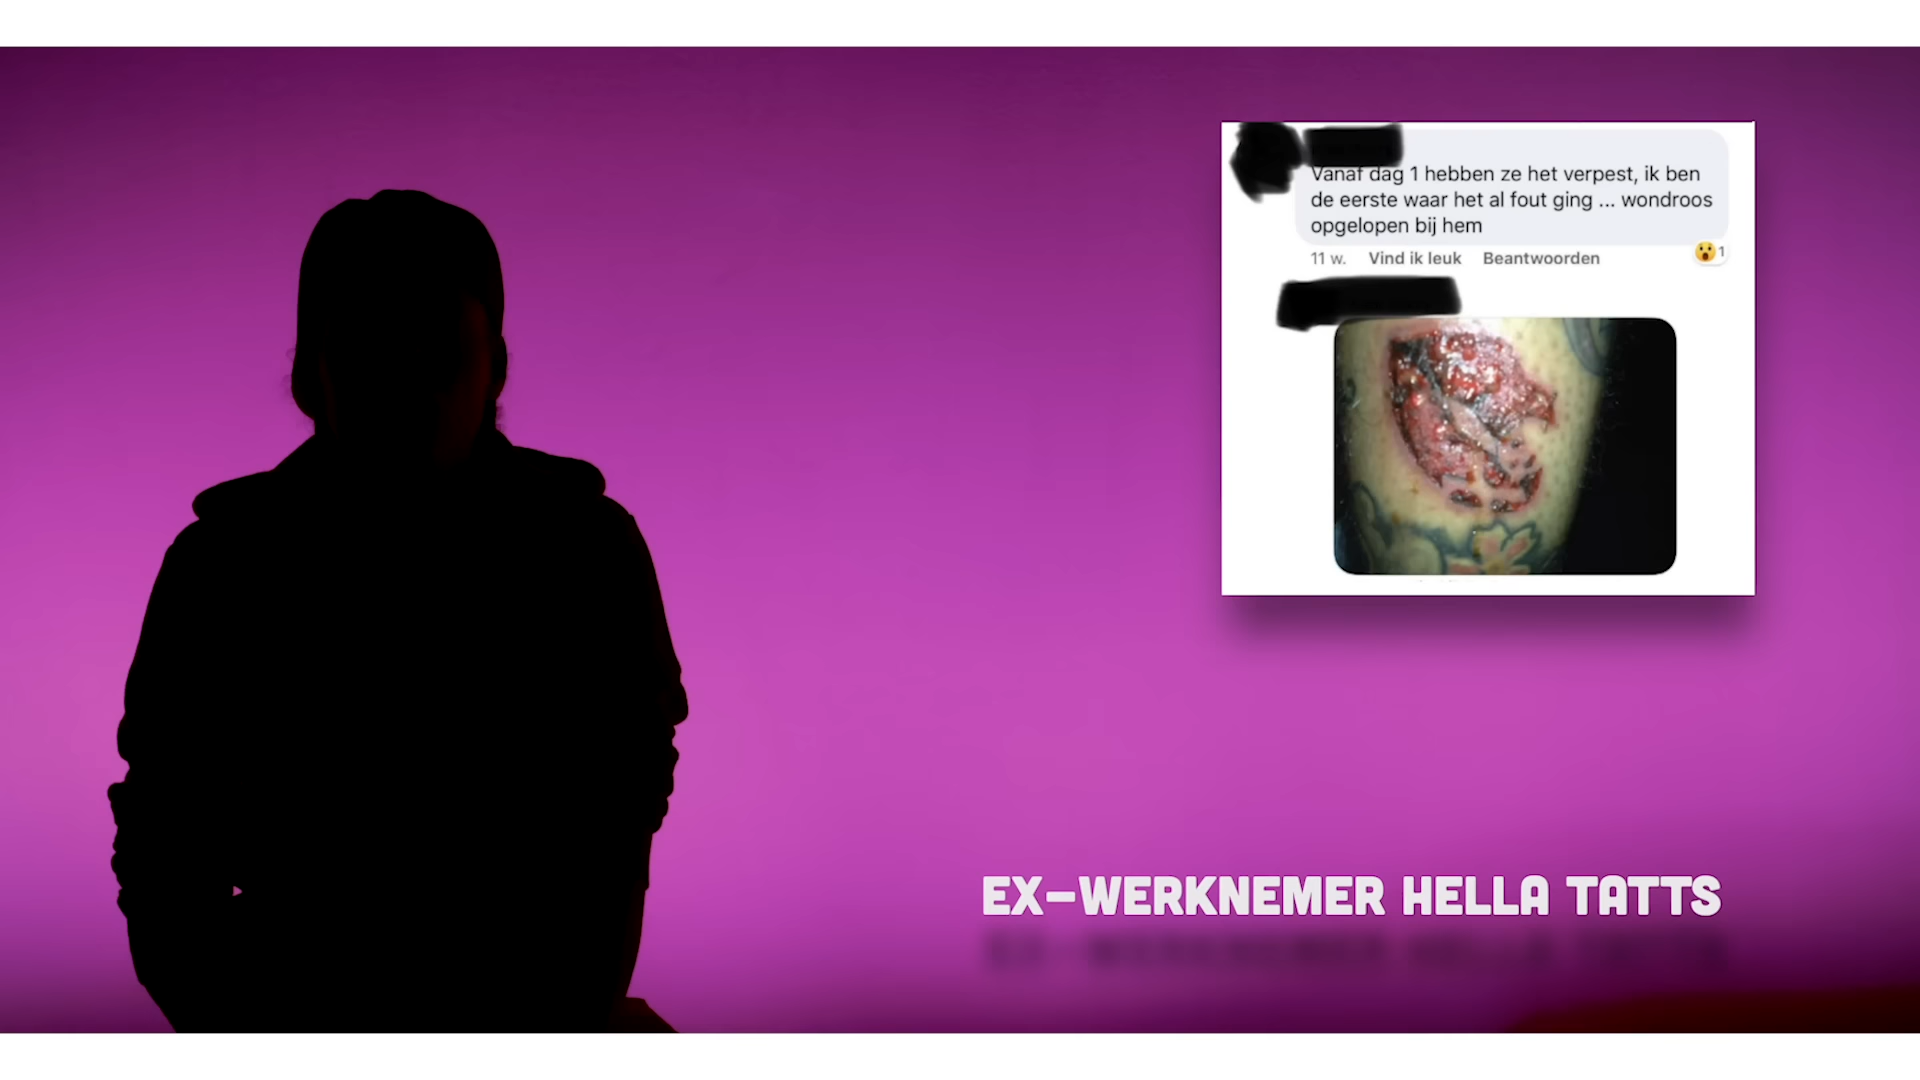 Vanaf dag 1 hebben ze het verpest, ik ben
de eerste waar het al fout ging ... wondroos
opgelopen bij hem
11 w. Vind ik leuk Beantwoorden 1
EX-WERKNEMER HELLA TATTS